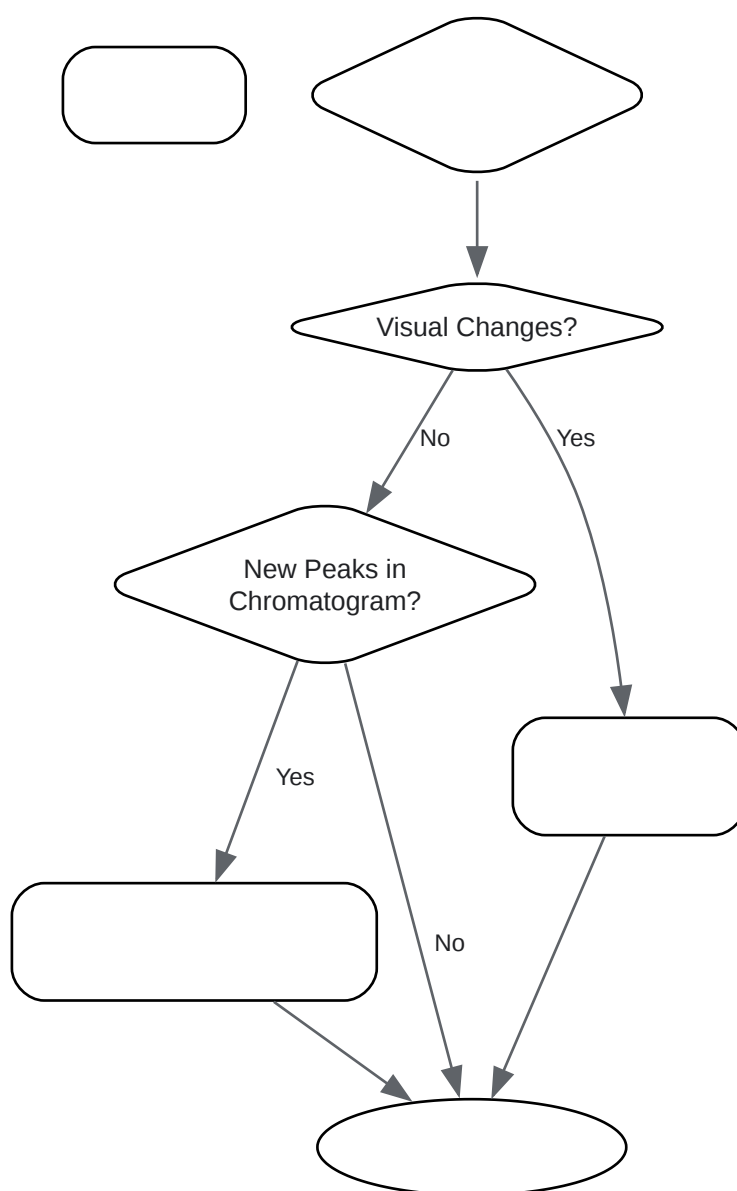 Visual Changes?
No
Yes
New Peaks in
Chromatogram?
Yes
No